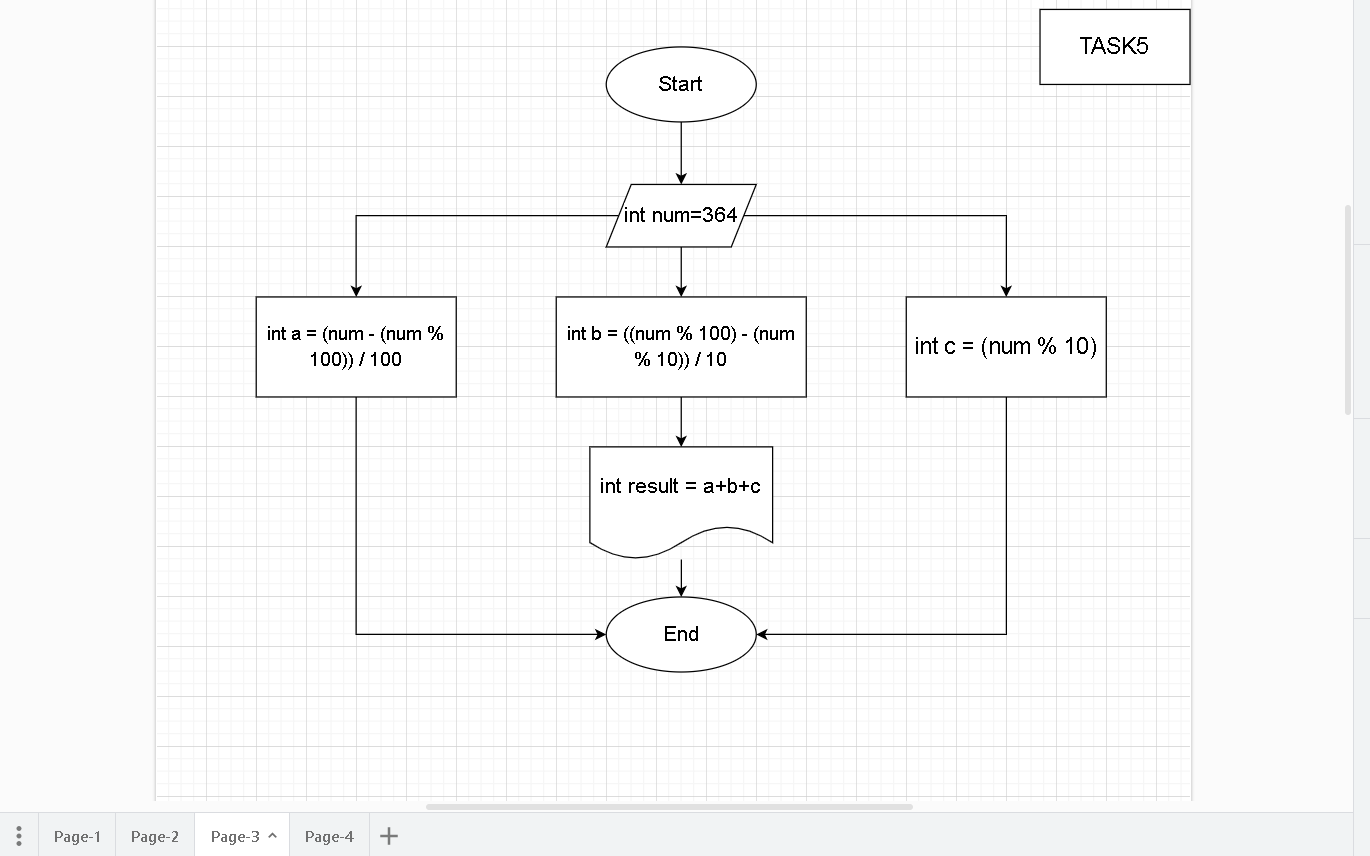 TASK5
Start
int num=364
int a = (num - (num %
100)) / 100
int b = ((num % 100) - (num
% 10)) / 10
int c = (num % 10)
int result = a+b+c
End
Page-1
Page-2
Page-3
Page-4